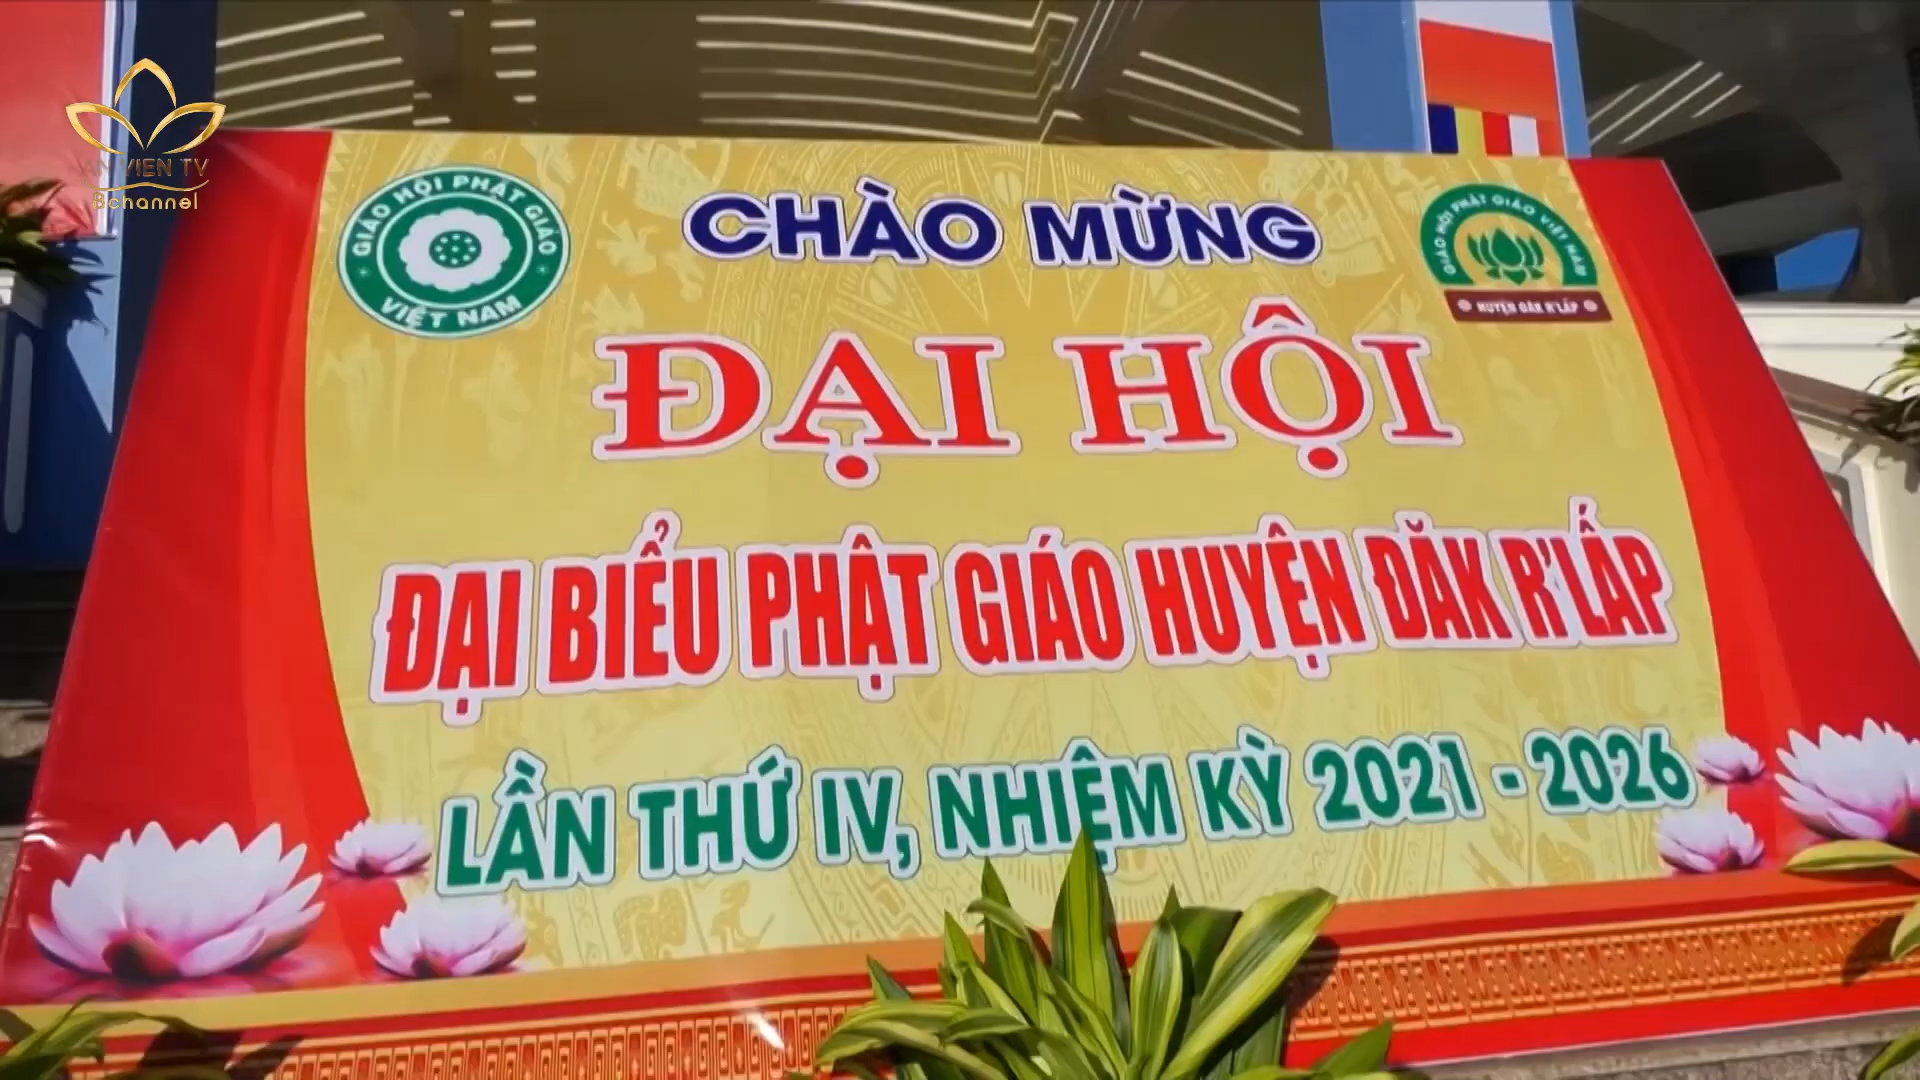 AN VIEN TV
Bchannel
GIÁO HỘI PHẬT GIÁO
VIỆT NAM
CHÀO MỪNG
GIÁO HỘI PHẬT GIÁO VIỆT NAM
HUYỆN ĐĂK R'LẤP
ĐẠI HỘI
ĐẠI BIỂU PHẬT GIÁO HUYỆN ĐĂK R'LẤP
LẦN THỨ IV, NHIỆM KỲ 2021 - 2026